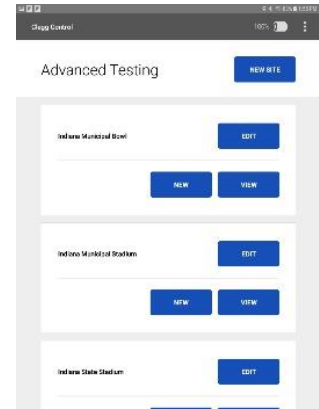 Clegg Control 100%
Advanced Testing NEW SITE
Indiana Municipal Bowl EDIT
NEW VIEW
Indiana Municipal Stadium EDIT
NEW VIEW
Indiana State Stadium EDIT